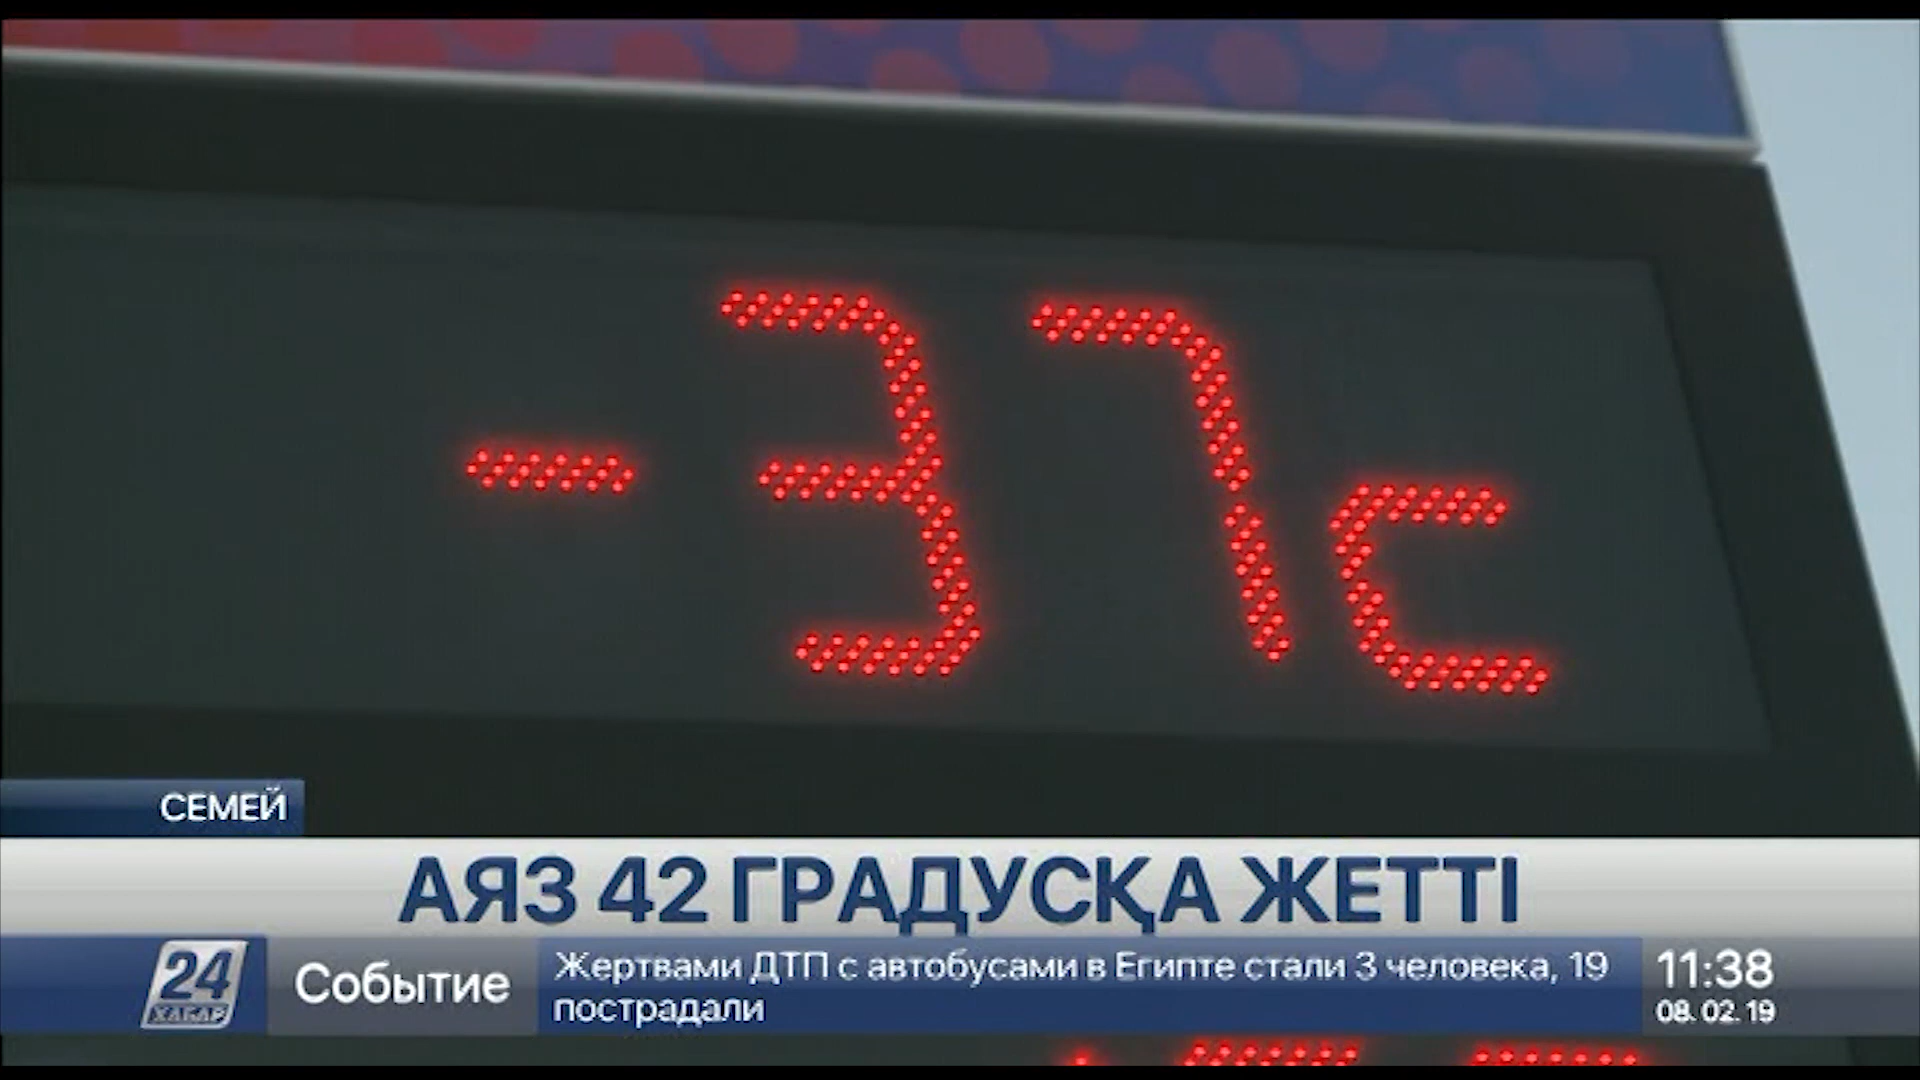 -37c
СЕМЕЙ
АЯЗ 42 ГРАДУСҚА ЖЕТТІ
24
ХАБАР
Событие
Жертвами ДТП с автобусами в Египте стали 3 человека, 19
пострадали
11:38
08. 02. 19